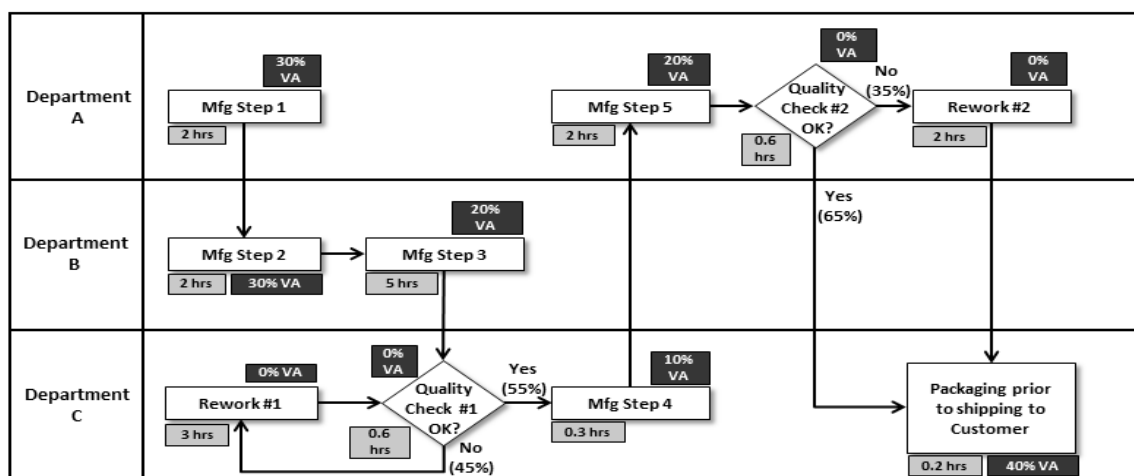 Department
A
30%
VA
Mfg Step 1
2 hrs
20%
VA
Mfg Step 5
2 hrs
0%
VA
Quality
Check #2
OK?
0.6
hrs
No
(35%)
0%
VA
Rework #2
2 hrs
Yes
(65%)
Department
B
Mfg Step 2
2 hrs
30% VA
20%
VA
Mfg Step 3
5 hrs
Department
C
0% VA
Rework #1
3 hrs
0%
VA
Quality
Check #1
OK?
0.6
hrs
Yes
(55%)
No
(45%)
10%
VA
Mfg Step 4
0.3 hrs
Packaging prior
to shipping to
Customer
0.2 hrs
40% VA